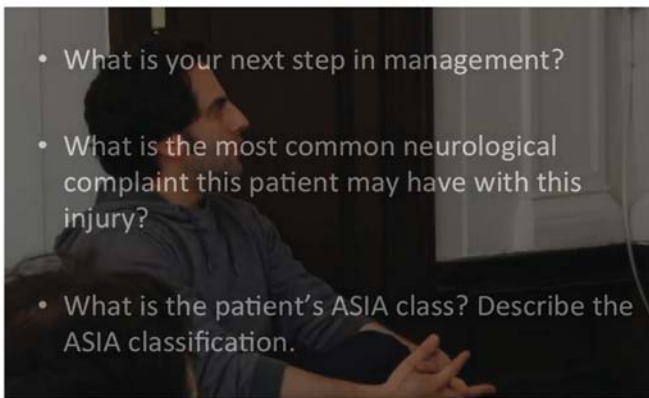 • What is your next step in management?
• What is the most common neurological
complaint this patient may have with this
injury?
• What is the patient’s ASIA class? Describe the
ASIA classification.